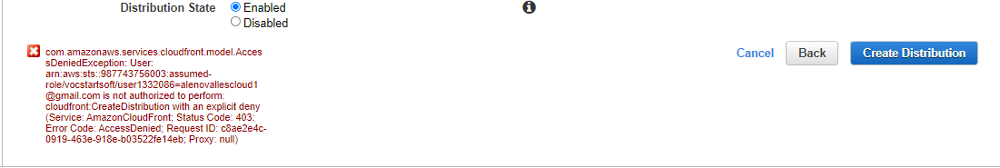 Distribution State
Enabled
Disabled
com.amazonaws.services.cloudfront.model.Acces
sDeniedException: User:
arn:aws:sts::987743756003:assumed-
role/vocstartsoft/user1332086=alenovallescloud1
@gmail.com is not authorized to perform:
cloudfront:CreateDistribution with an explicit deny
(Service: AmazonCloudFront; Status Code: 403;
Error Code: AccessDenied; Request ID: c8ae2e4c-
0919-463e-918e-b03522fe14eb; Proxy: null)
Cancel
Back
Create Distribution